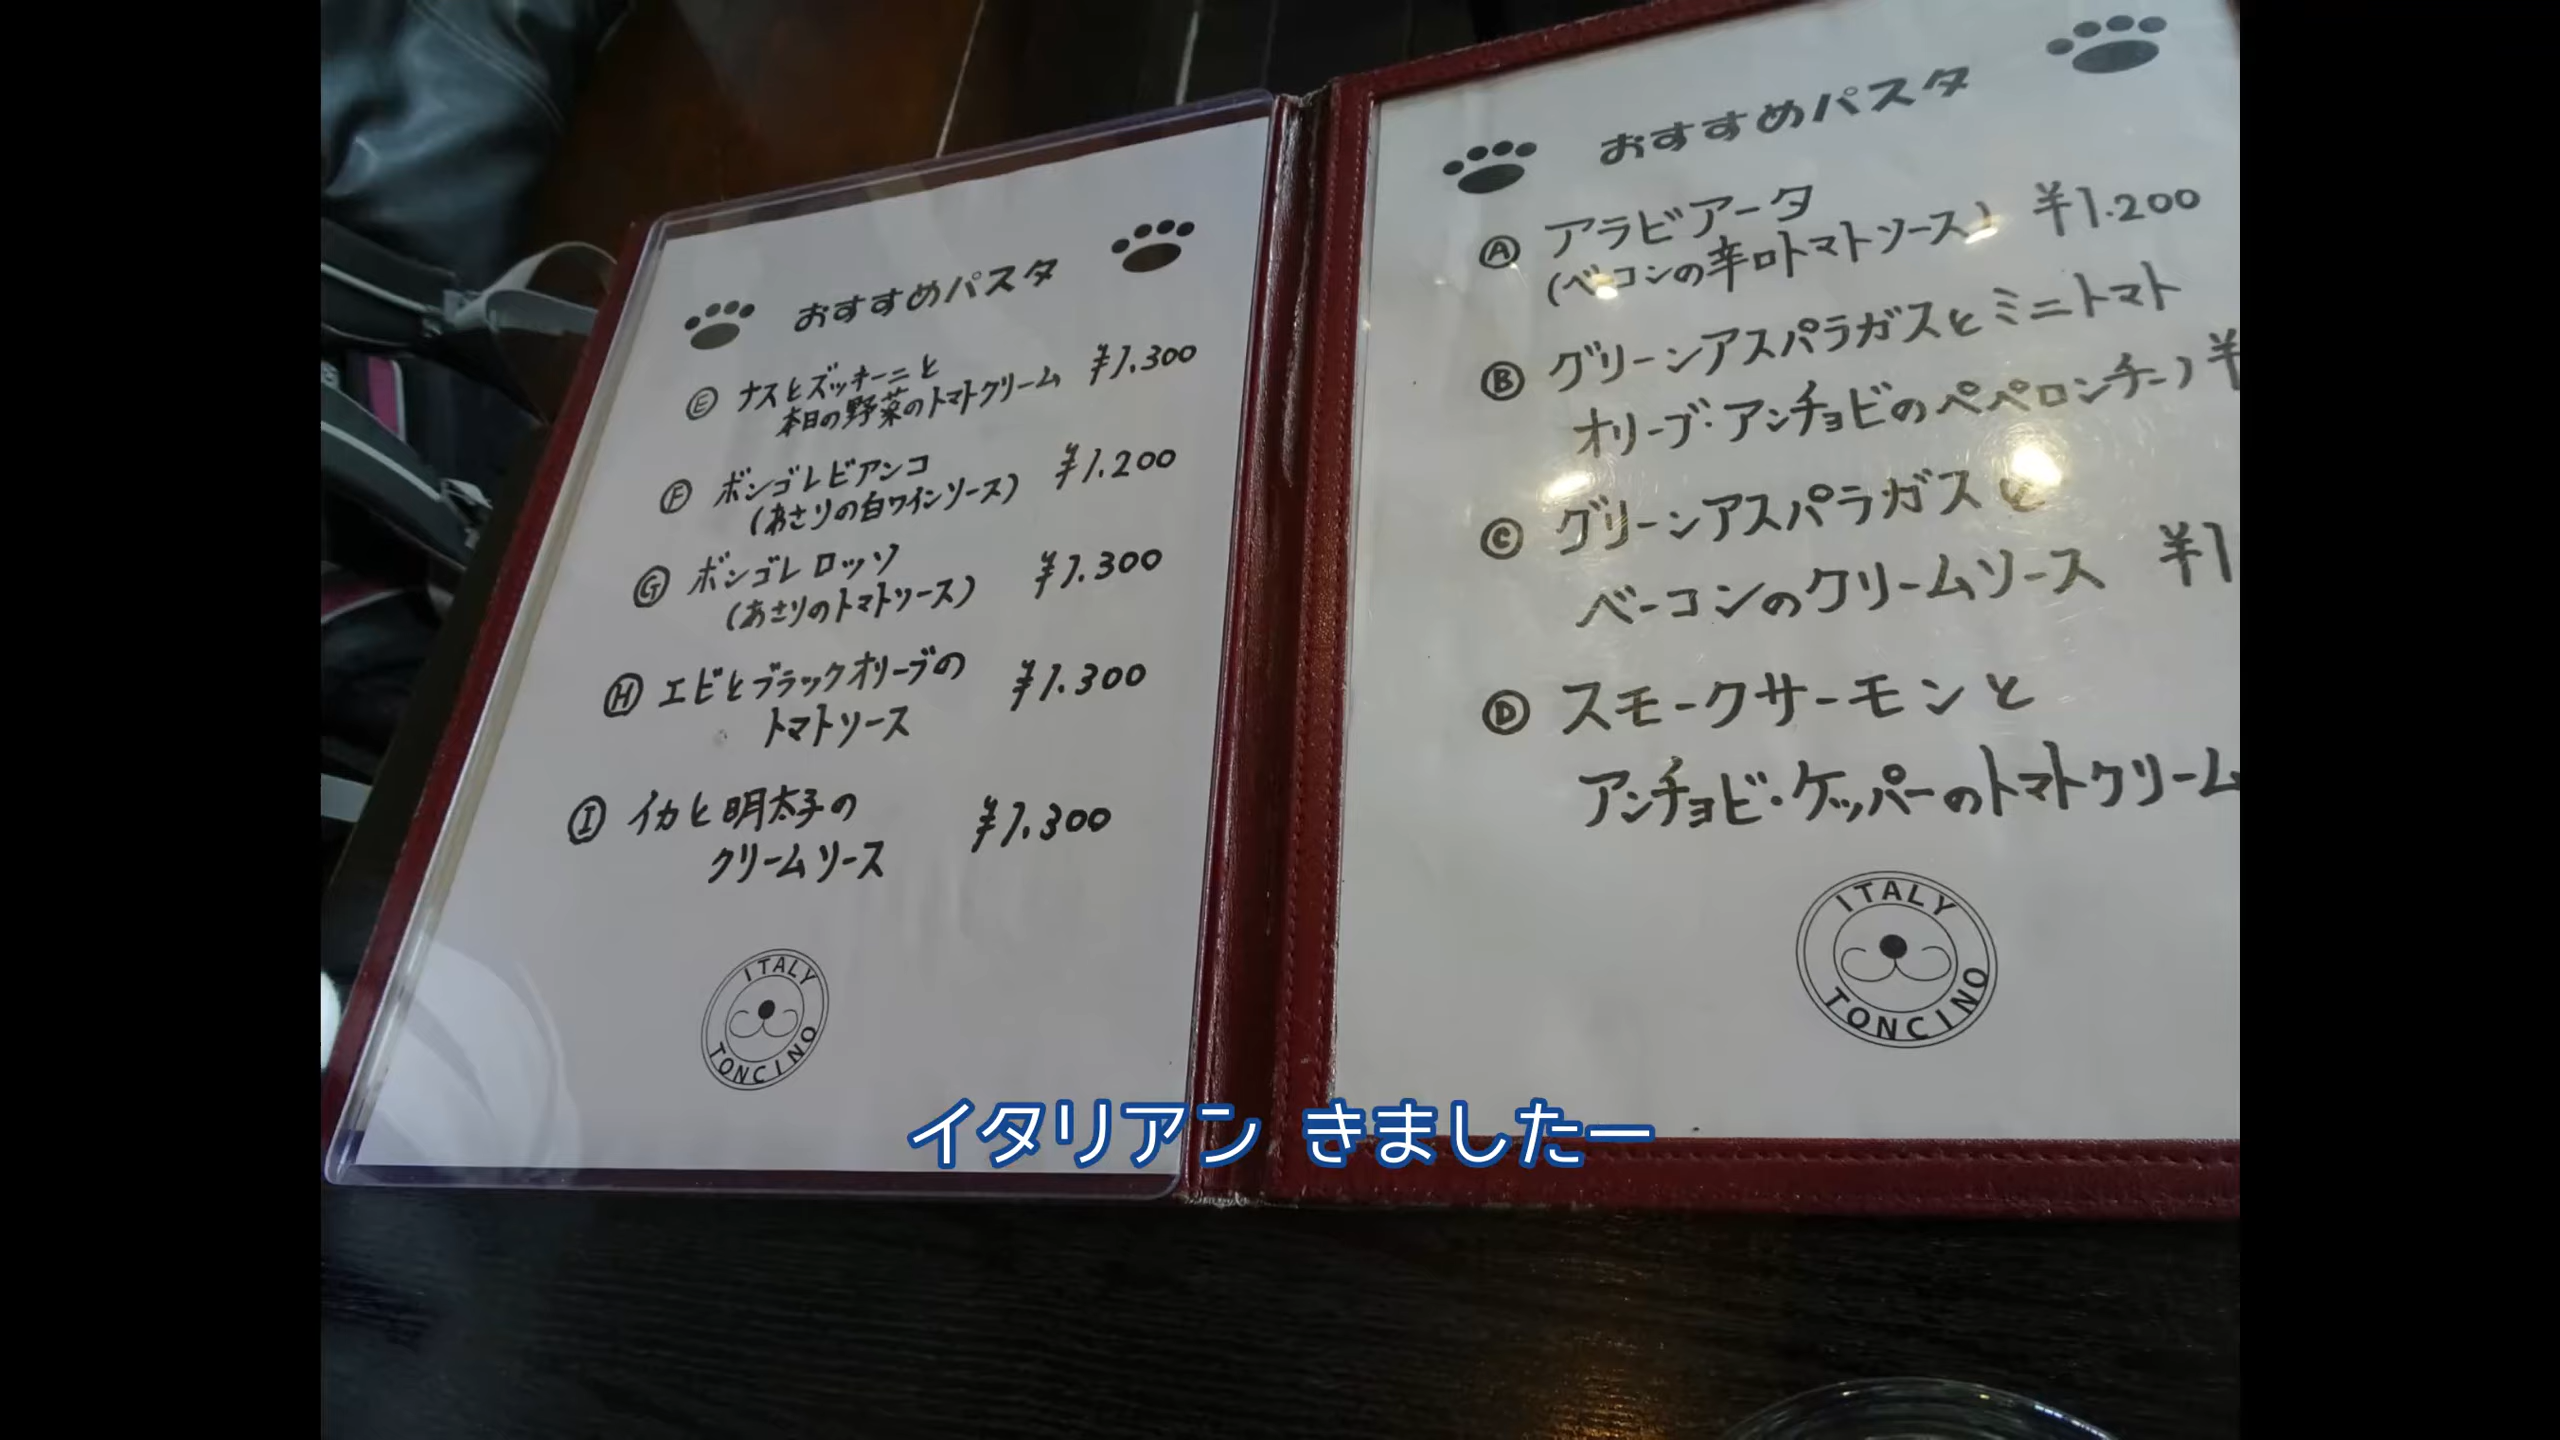 おすすめパスタ
Ⓔ ナスとズッキーニと
本日の野菜のトマトクリーム ¥1.300
Ⓕ ボンゴレビアンコ ¥1.200
(あさりの白ワインソース)
Ⓖ ボンゴレロッソ ¥1.300
(あさりのトマトソース)
Ⓗ エビとブラックオリーブの ¥1.300
トマトソース
Ⓘ イカと明太子の ¥1.300
クリームソース
ITALY
TONCINO
おすすめパスタ
Ⓐ アラビアータ ¥1.200
(ベーコンの辛口トマトソース)
Ⓑ グリーンアスパラガスとミニトマト
オリーブ・アンチョビのペペロンチーノ ¥
Ⓒ グリーンアスパラガスと
ベーコンのクリームソース ¥1
Ⓓ スモークサーモンと
アンチョビ・ケッパーのトマトクリーム
ITALY
TONCINO
イタリアン きましたー